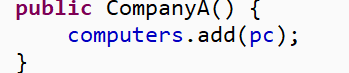 public CompanyA() {
    computers.add(pc);
}